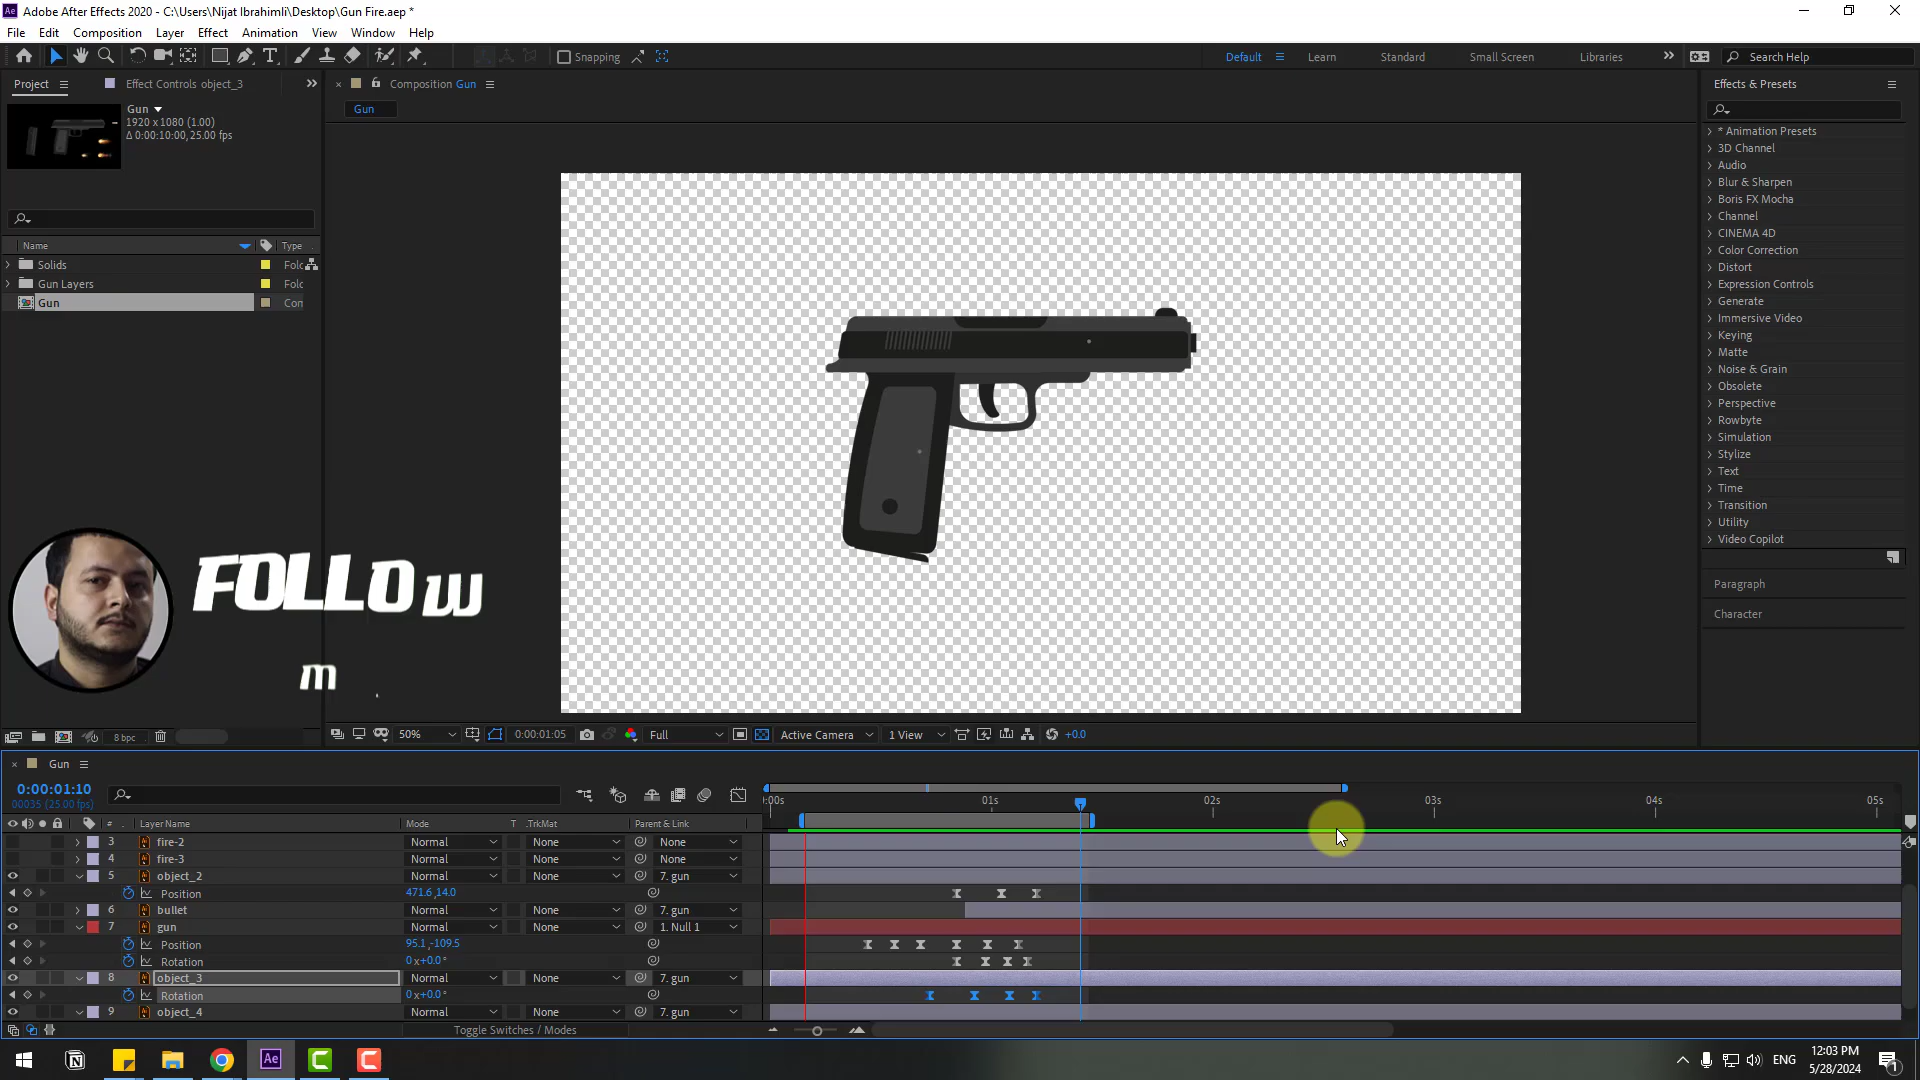 Adobe After Effects 2020 - C:\Users\Nijat Ibrahimli\Desktop\Gun Fire.aep *
File Edit Composition Layer Effect Animation View Window Help
Snapping Default Learn Standard Small Screen Libraries Search Help
Project Effect Controls object_3 Composition Gun Effects & Presets
Gun
1920 x 1080 (1.00)
Δ 0:00:10:00, 25.00 fps
Gun
Name Type
Solids Fold
Gun Layers Fold
Gun Con
* Animation Presets
3D Channel
Audio
Blur & Sharpen
Boris FX Mocha
Channel
CINEMA 4D
Color Correction
Distort
Expression Controls
Generate
Immersive Video
Keying
Matte
Noise & Grain
Obsolete
Perspective
Rowbyte
Simulation
Stylize
Text
Time
Transition
Utility
Video Copilot
Paragraph
Character
FOLLOW
m
8 bpc 50% 0:00:01:05 Full Active Camera 1 View +0.0
Gun
0:00:01:10
00035 (25.00 fps)
:00s 01s 02s 03s 04s 05s
# Layer Name Mode T .TrkMat Parent & Link
3 fire-2 Normal None None
4 fire-3 Normal None None
5 object_2 Normal None 7. gun
Position 471.6,14.0
6 bullet Normal None 7. gun
7 gun Normal None 1. Null 1
Position 95.1,-109.5
Rotation 0x+0.0°
8 object_3 Normal None 7. gun
Rotation 0x+0.0°
9 object_4 Normal None 7. gun
Toggle Switches / Modes
Ae ENG 12:03 PM
5/28/2024
1